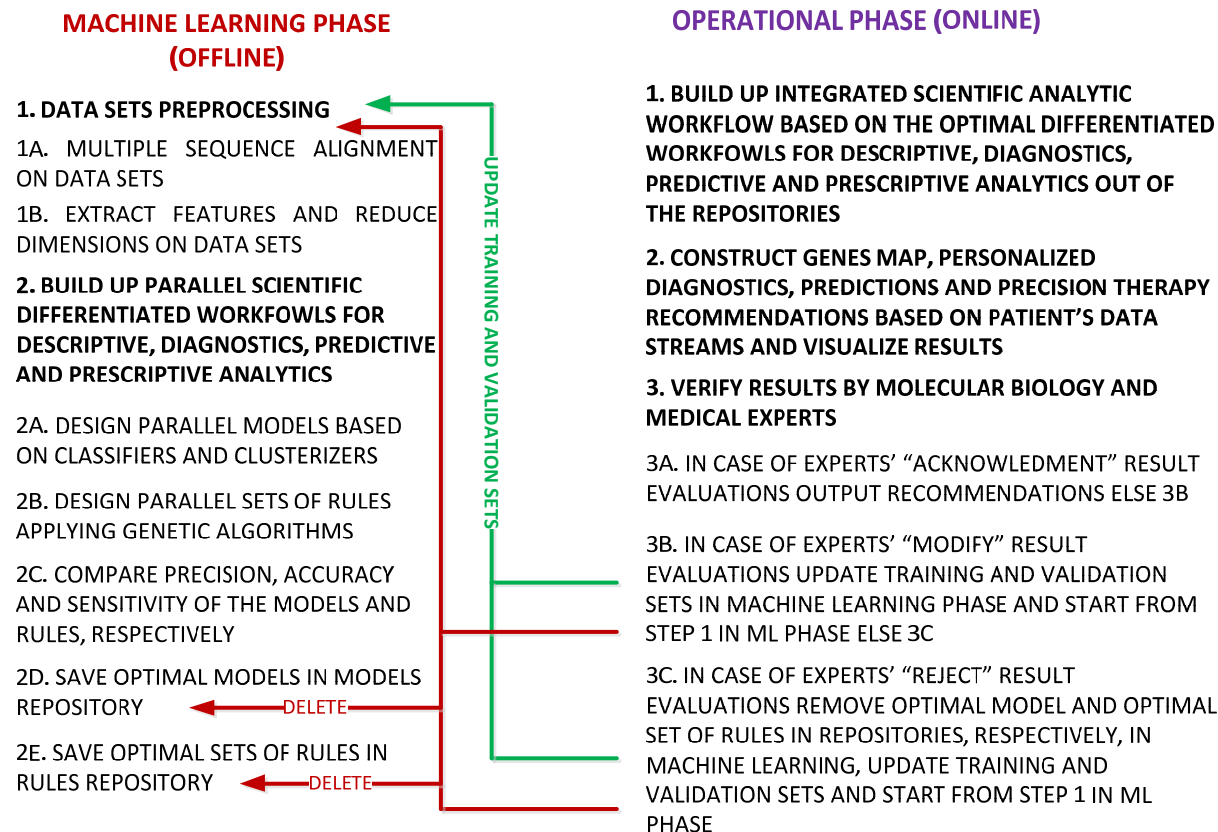 MACHINE LEARNING PHASE
(OFFLINE)
1. DATA SETS PREPROCESSING
1A. MULTIPLE SEQUENCE ALIGNMENT
ON DATA SETS
1B. EXTRACT FEATURES AND REDUCE
DIMENSIONS ON DATA SETS
2. BUILD UP PARALLEL SCIENTIFIC
DIFFERENTIATED WORKFOWLS FOR
DESCRIPTIVE, DIAGNOSTICS, PREDICTIVE
AND PRESCRIPTIVE ANALYTICS
2A. DESIGN PARALLEL MODELS BASED
ON CLASSIFIERS AND CLUSTERIZERS
2B. DESIGN PARALLEL SETS OF RULES
APPLYING GENETIC ALGORITHMS
2C. COMPARE PRECISION, ACCURACY
AND SENSITIVITY OF THE MODELS AND
RULES, RESPECTIVELY
2D. SAVE OPTIMAL MODELS IN MODELS
REPOSITORY
DELETE
2E. SAVE OPTIMAL SETS OF RULES IN
RULES REPOSITORY
DELETE
UPDATE TRAINING AND VALIDATION SETS
OPERATIONAL PHASE (ONLINE)
1. BUILD UP INTEGRATED SCIENTIFIC ANALYTIC
WORKFLOW BASED ON THE OPTIMAL DIFFERENTIATED
WORKFOWLS FOR DESCRIPTIVE, DIAGNOSTICS,
PREDICTIVE AND PRESCRIPTIVE ANALYTICS OUT OF
THE REPOSITORIES
2. CONSTRUCT GENES MAP, PERSONALIZED
DIAGNOSTICS, PREDICTIONS AND PRECISION THERAPY
RECOMMENDATIONS BASED ON PATIENT’S DATA
STREAMS AND VISUALIZE RESULTS
3. VERIFY RESULTS BY MOLECULAR BIOLOGY AND
MEDICAL EXPERTS
3A. IN CASE OF EXPERTS’ “ACKNOWLEDMENT” RESULT
EVALUATIONS OUTPUT RECOMMENDATIONS ELSE 3B
3B. IN CASE OF EXPERTS’ “MODIFY” RESULT
EVALUATIONS UPDATE TRAINING AND VALIDATION
SETS IN MACHINE LEARNING PHASE AND START FROM
STEP 1 IN ML PHASE ELSE 3C
3C. IN CASE OF EXPERTS’ “REJECT” RESULT
EVALUATIONS REMOVE OPTIMAL MODEL AND OPTIMAL
SET OF RULES IN REPOSITORIES, RESPECTIVELY, IN
MACHINE LEARNING, UPDATE TRAINING AND
VALIDATION SETS AND START FROM STEP 1 IN ML
PHASE